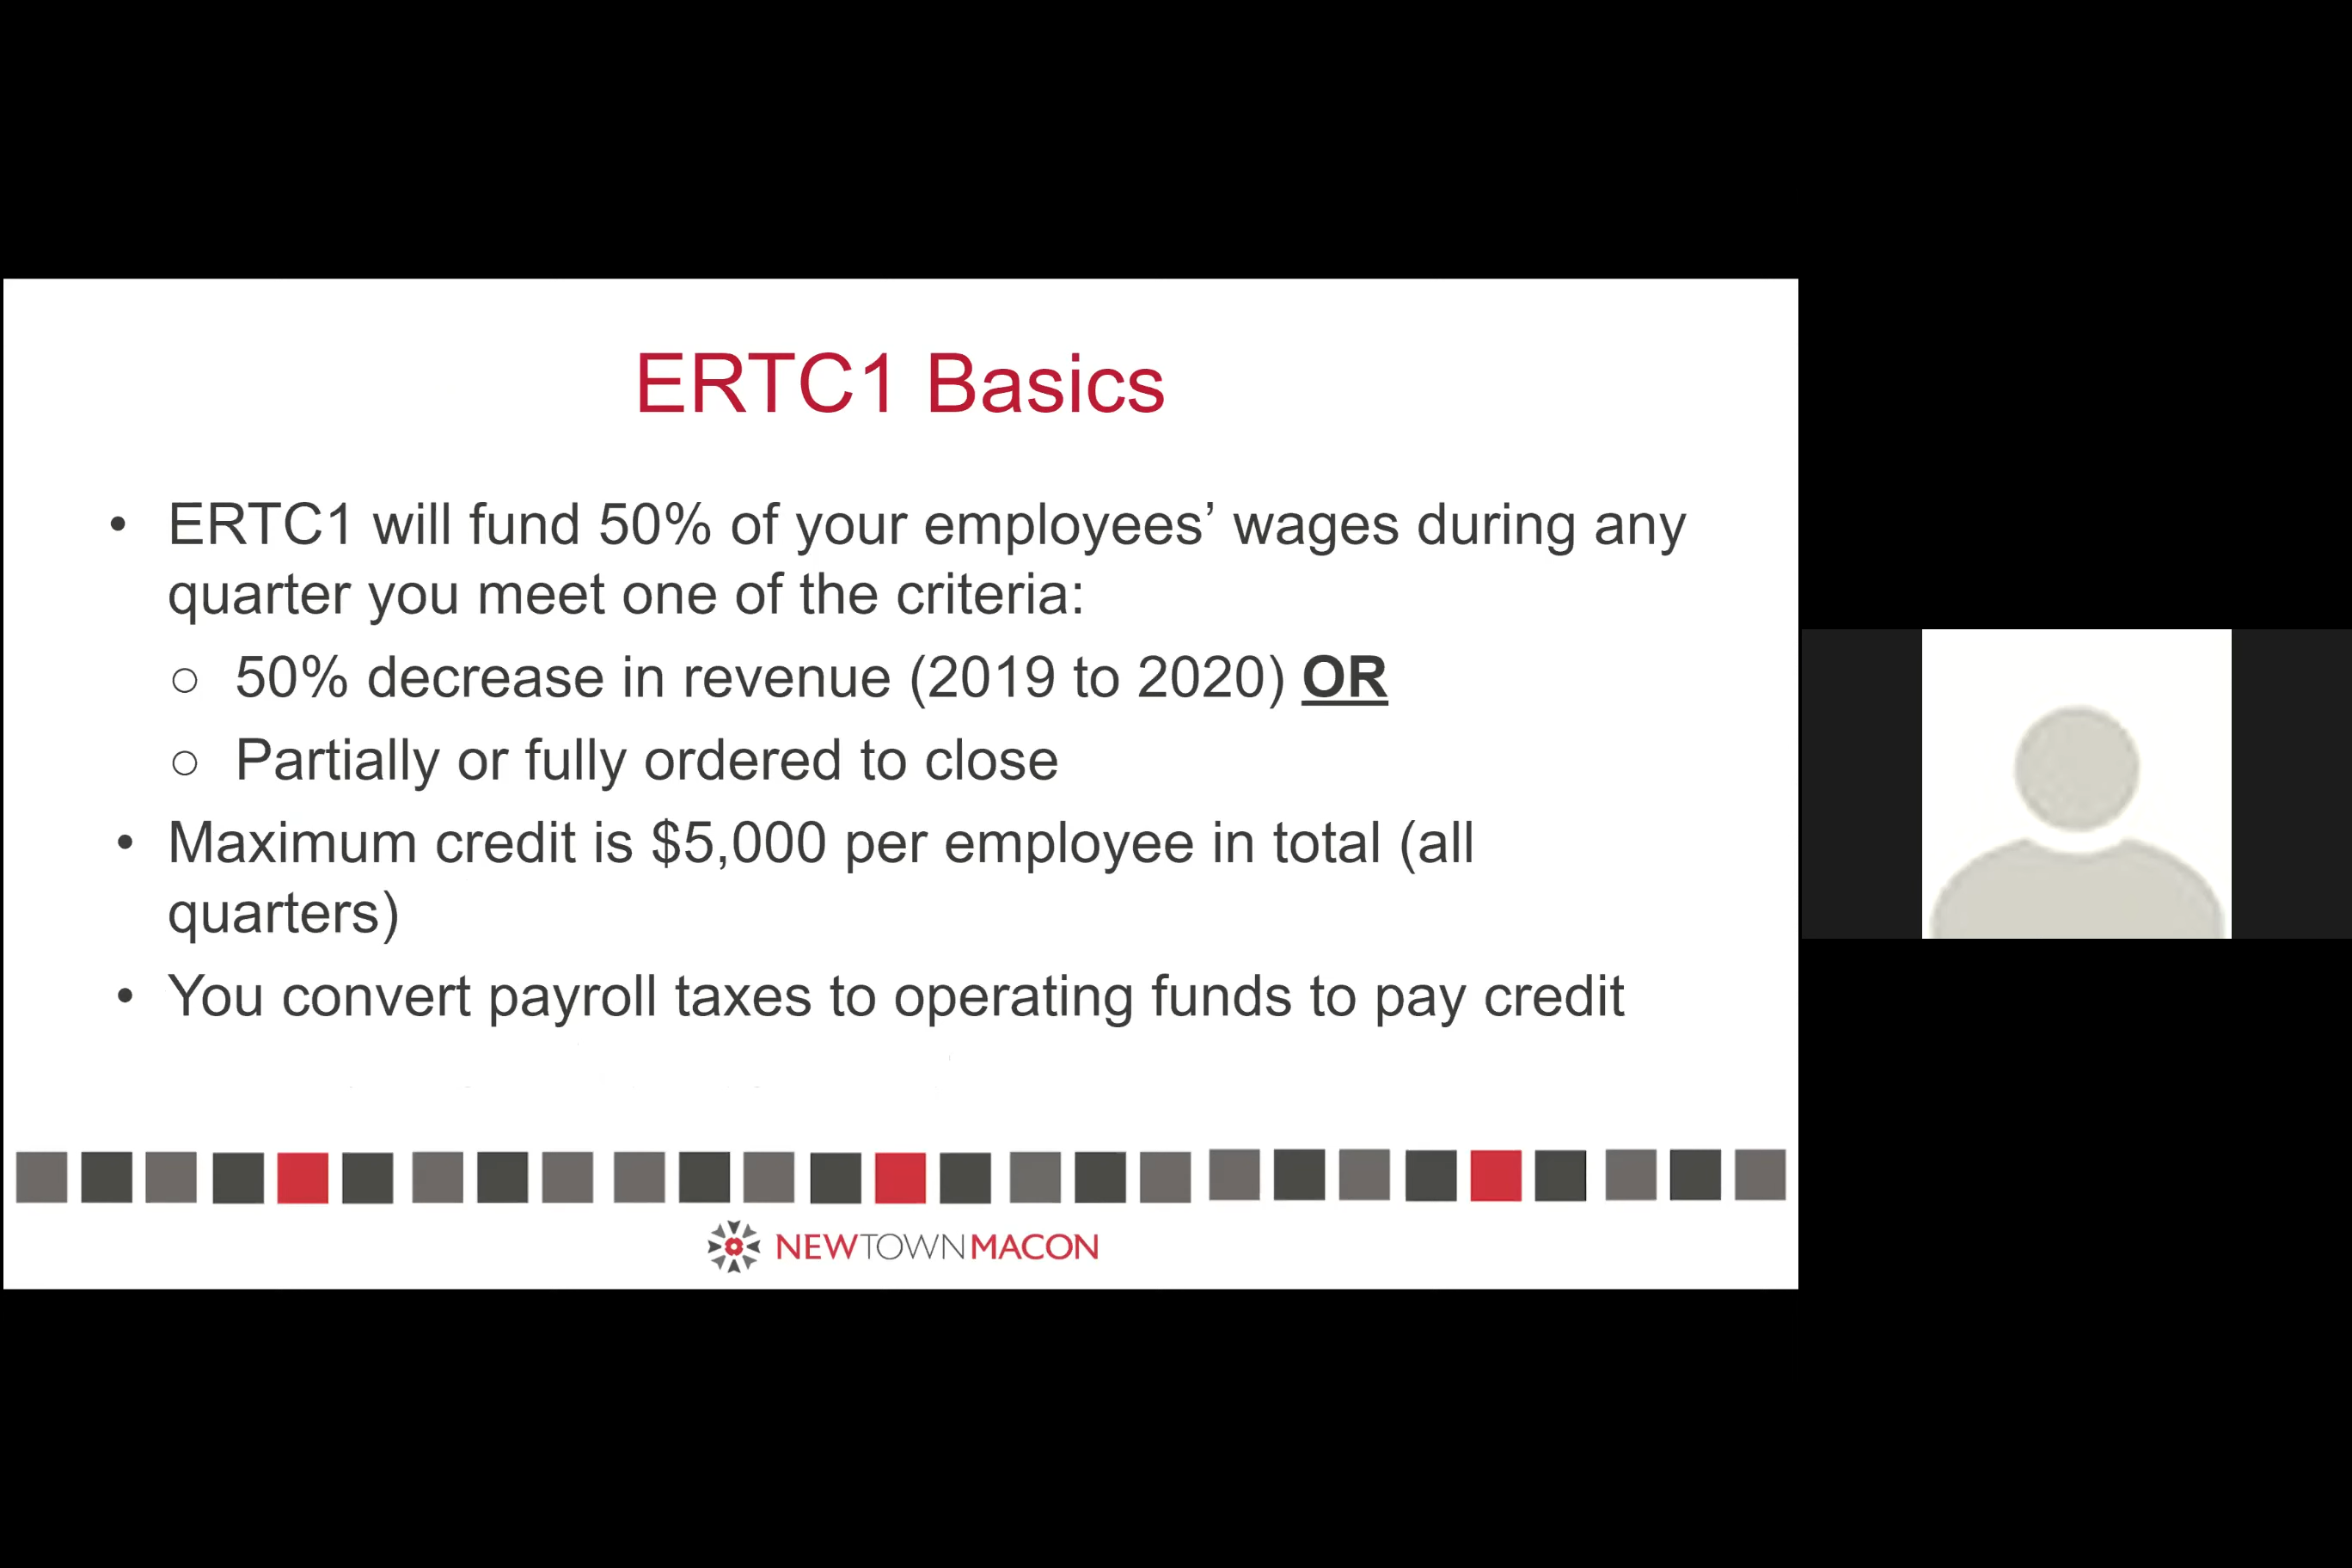 ERTC1 Basics
• ERTC1 will fund 50% of your employees’ wages during any
quarter you meet one of the criteria:
○ 50% decrease in revenue (2019 to 2020) OR
○ Partially or fully ordered to close
• Maximum credit is $5,000 per employee in total (all
quarters)
• You convert payroll taxes to operating funds to pay credit
NEWTOWNMACON